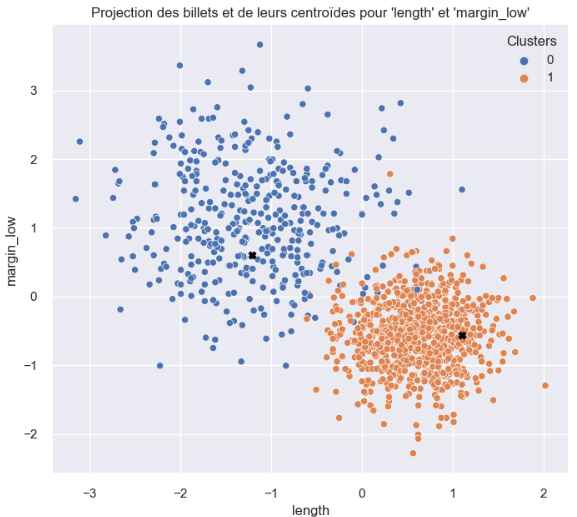 Projection des billets et de leurs centroïdes pour 'length' et 'margin_low'
Clusters
0
1
3
2
1
0
−1
−2
margin_low
−3 −2 −1 0 1 2
length